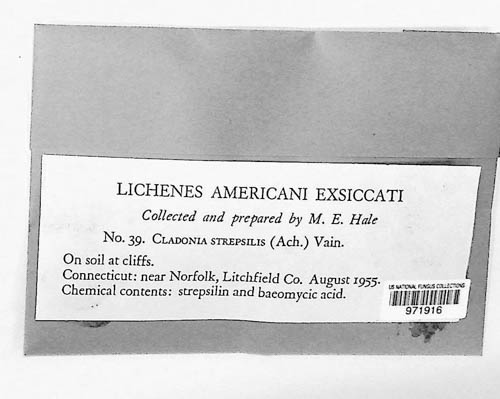 LICHENES AMERICANI EXSICCATI
Collected and prepared by M. E. Hale
No. 39. CLADONIA STREPSILIS (Ach.) Vain.
On soil at cliffs.
Connecticut: near Norfolk, Litchfield Co. August 1955.
Chemical contents: strepsilin and baeomycic acid.
US NATIONAL FUNGUS COLLECTIONS
971916